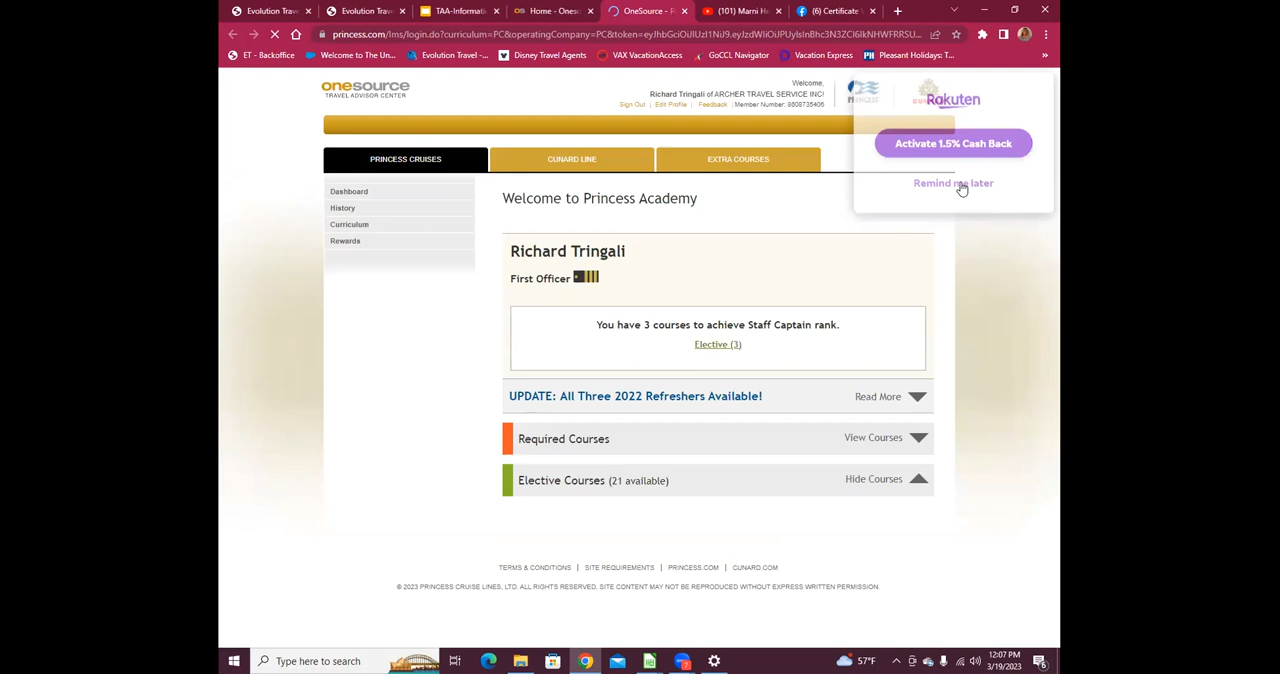 Evolution Trav
Evolution Trav
TAA-Informati
Home - Oneso
OneSource - R
(101) Marni He
(6) Certificate
princess.com/lms/login.do?curriculum=PC&operatingCompany=PC&token=
ET - Backoffice
Welcome to The Un...
Evolution Travel -...
Disney Travel Agents
VAX VacationAccess
GoCCL Navigator
Vacation Express
Pleasant Holidays: T...
»
onesource
TRAVEL ADVISOR CENTER
Welcome,
Richard Tringali of ARCHER TRAVEL SERVICE INC!
Sign Out | Edit Profile | Feedback | Member Number: 8608735406
PRINCESS
Rakuten
Activate 1.5% Cash Back
Remind me later
PRINCESS CRUISES
CUNARD LINE
EXTRA COURSES
Dashboard
History
Curriculum
Rewards
Welcome to Princess Academy
Richard Tringali
First Officer
You have 3 courses to achieve Staff Captain rank.
Elective (3)
UPDATE: All Three 2022 Refreshers Available!
Read More
Required Courses
View Courses
Elective Courses (21 available)
Hide Courses
TERMS & CONDITIONS | SITE REQUIREMENTS | PRINCESS.COM | CUNARD.COM
© 2023 PRINCESS CRUISE LINES, LTD. ALL RIGHTS RESERVED. SITE CONTENT MAY NOT BE REPRODUCED WITHOUT EXPRESS WRITTEN PERMISSION.
Type here to search
57°F
12:07 PM
3/19/2023